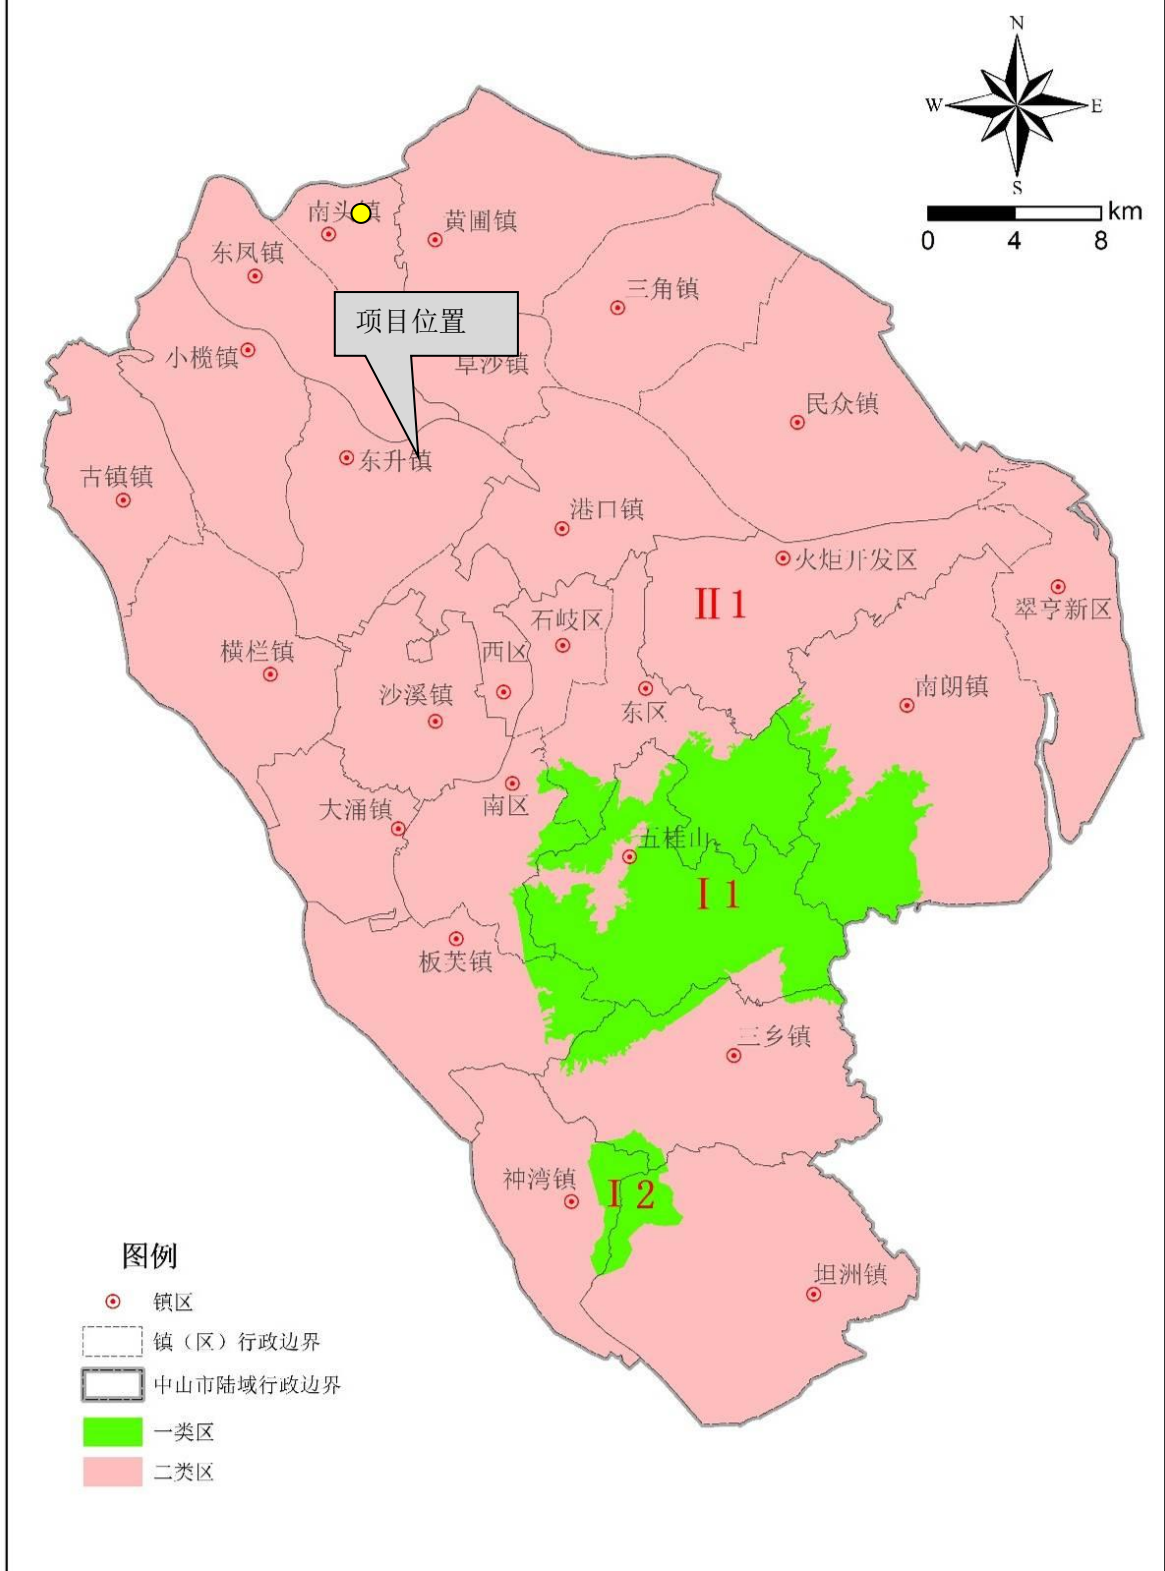 N
W
E
S
km
0
4
8
南头镇
黄圃镇
东凤镇
三角镇
项目位置
小榄镇
阜沙镇
民众镇
东升镇
古镇镇
港口镇
火炬开发区
II 1
翠亨新区
石岐区
横栏镇
西区
沙溪镇
东区
南朗镇
大涌镇
南区
五桂山
I 1
板芙镇
三乡镇
神湾镇
I 2
坦洲镇
图例
镇区
镇（区）行政边界
中山市陆域行政边界
一类区
二类区